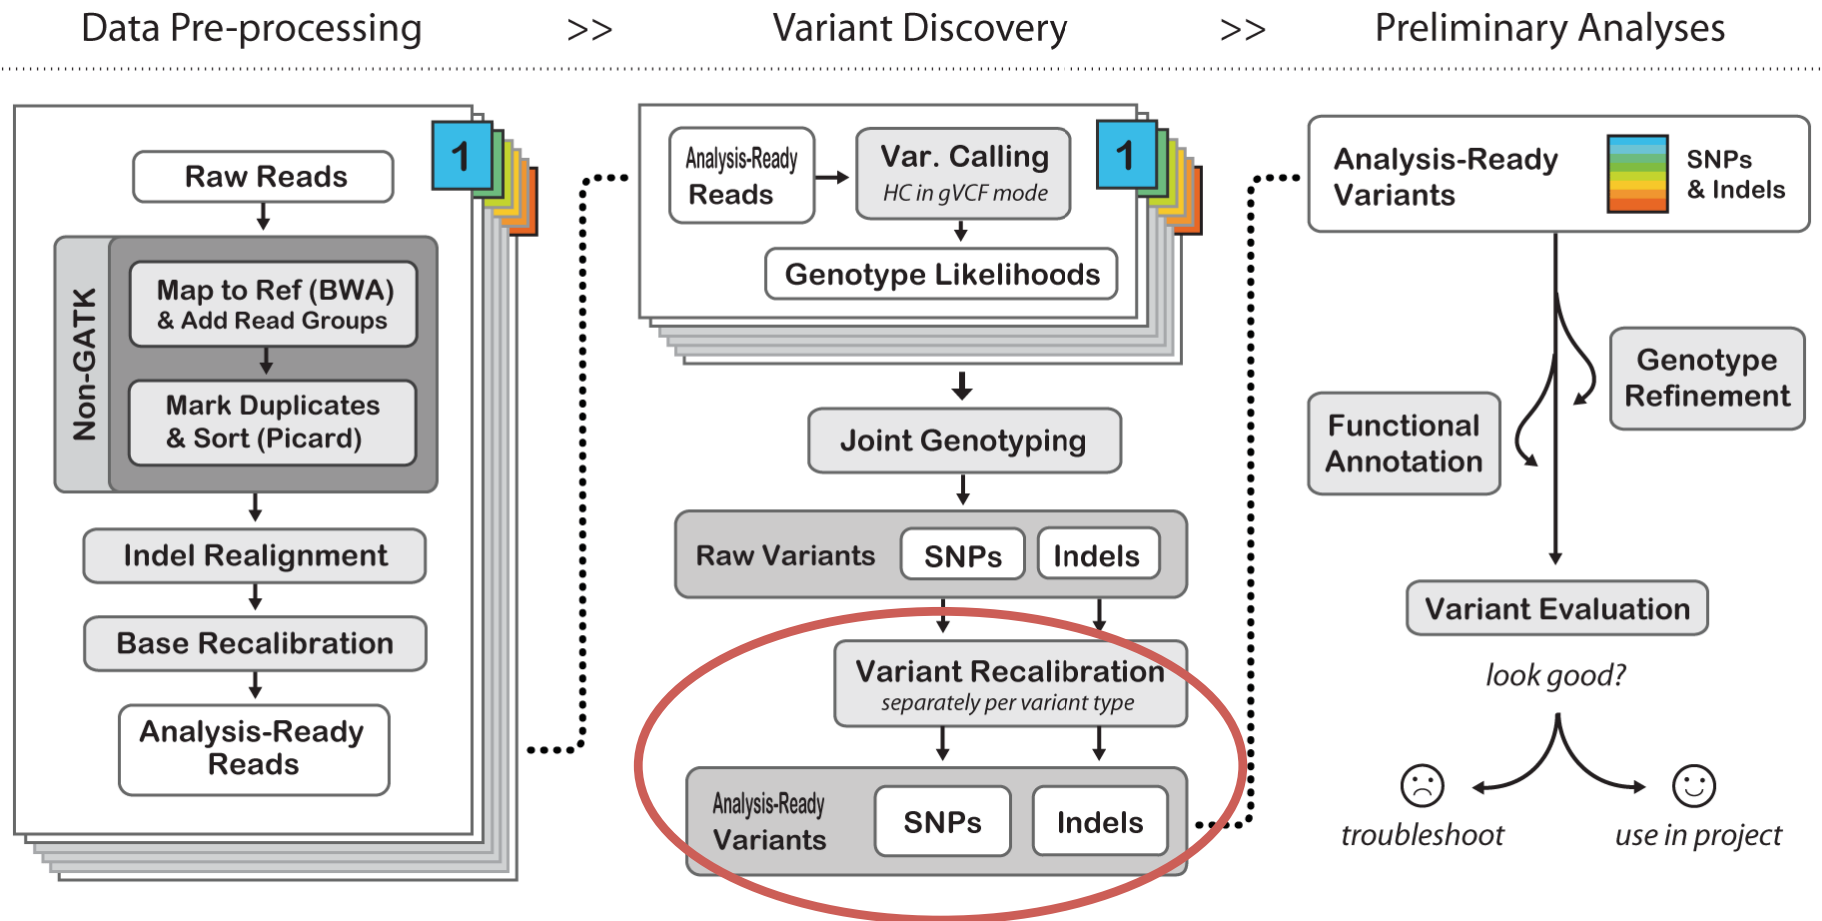 Data Pre-processing >> Variant Discovery >> Preliminary Analyses
1
Raw Reads
Non-GATK
Map to Ref (BWA)
& Add Read Groups
Mark Duplicates
& Sort (Picard)
Indel Realignment
Base Recalibration
Analysis-Ready
Reads
1
Analysis-Ready
Reads
Var. Calling
HC in gVCF mode
Genotype Likelihoods
Joint Genotyping
Raw Variants
SNPs
Indels
Variant Recalibration
separately per variant type
Analysis-Ready
Variants
SNPs
Indels
Analysis-Ready
Variants
SNPs
& Indels
Genotype
Refinement
Functional
Annotation
Variant Evaluation
look good?
troubleshoot
use in project